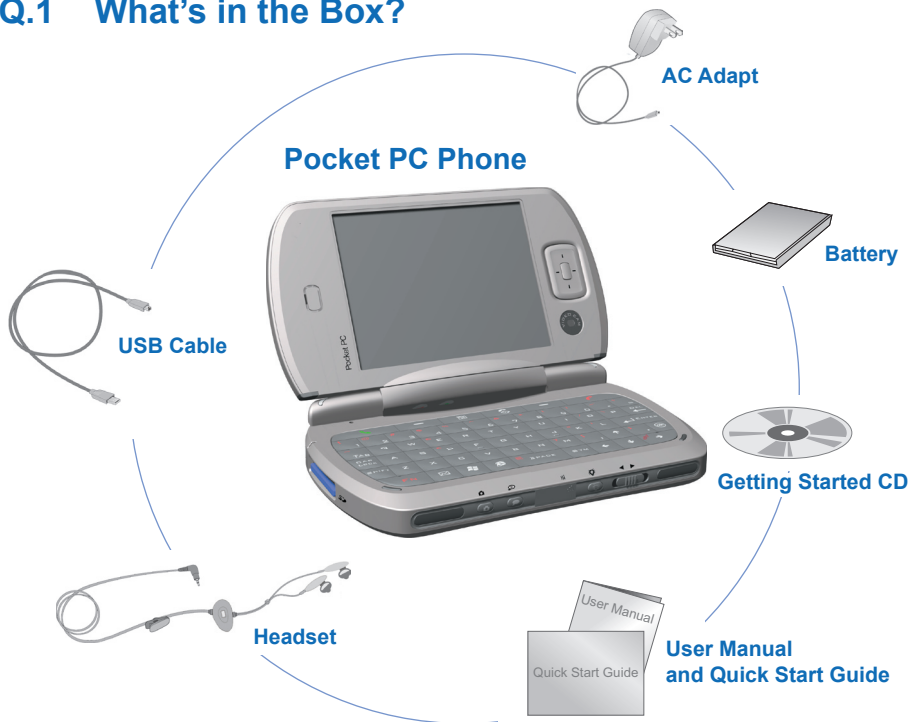 Q.1 What's in the Box?
AC Adapt
Pocket PC Phone
Battery
USB Cable
Pocket PC
Getting Started CD
User Manual
Quick Start Guide
Headset
User Manual
and Quick Start Guide